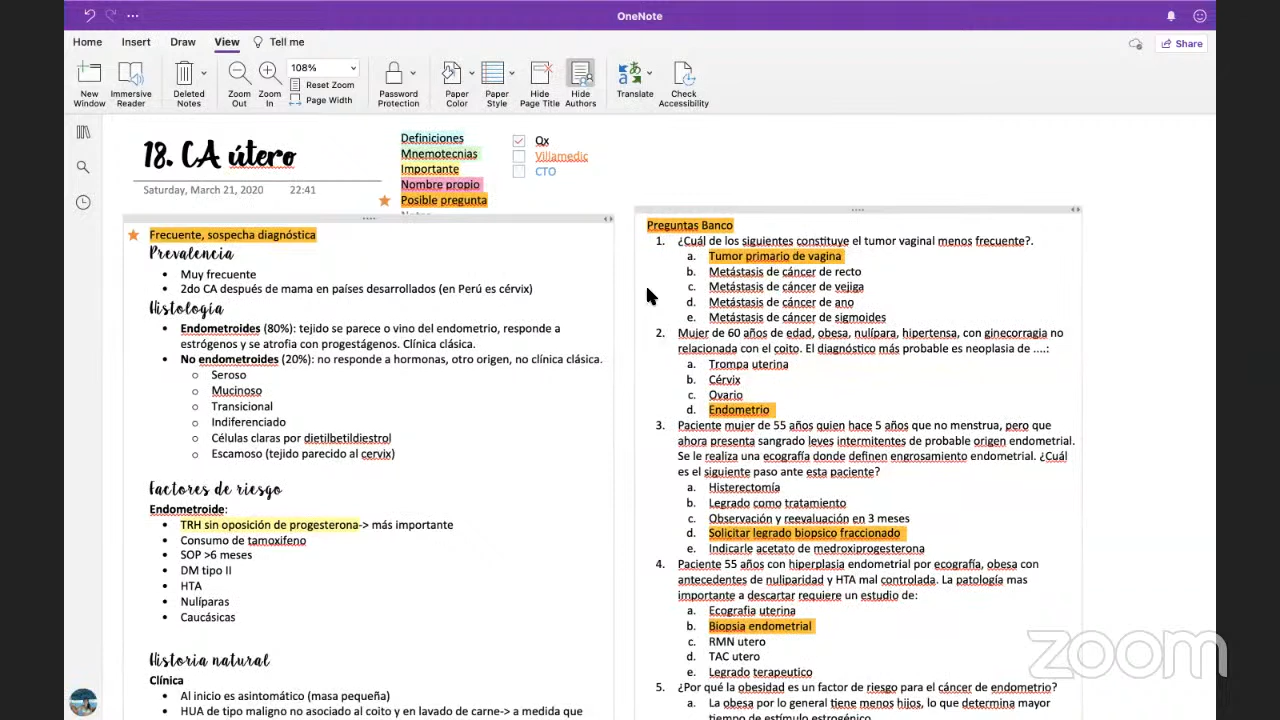 OneNote
Home
Insert
Draw
View
Tell me
Share
New Window
Immersive Reader
Deleted Notes
Zoom Out
Zoom In
108%
Reset Zoom
Page Width
Password Protection
Paper Color
Paper Style
Hide Page Title
Hide Authors
Translate
Check Accessibility
18. CA útero
Saturday, March 21, 2020 22:41
Definiciones
Mnemotecnias
Importante
Nombre propio
Posible pregunta
Qx
Villamedic
CTO
Frecuente, sospecha diagnóstica
Prevalencia
• Muy frecuente
• 2do CA después de mama en países desarrollados (en Perú es cérvix)
Histología
• Endometroides (80%): tejido se parece o vino del endometrio, responde a
estrógenos y se atrofia con progestágenos. Clínica clásica.
• No endometroides (20%): no responde a hormonas, otro origen, no clínica clásica.
o Seroso
o Mucinoso
o Transicional
o Indiferenciado
o Células claras por dietilbetildiestrol
o Escamoso (tejido parecido al cervix)
Factores de riesgo
Endometroide:
• TRH sin oposición de progesterona-> más importante
• Consumo de tamoxifeno
• SOP >6 meses
• DM tipo II
• HTA
• Nulíparas
• Caucásicas
Historia natural
Clínica
• Al inicio es asintomático (masa pequeña)
• HUA de tipo maligno no asociado al coito y en lavado de carne-> a medida que
Preguntas Banco
1. ¿Cuál de los siguientes constituye el tumor vaginal menos frecuente?.
a. Tumor primario de vagina
b. Metástasis de cáncer de recto
c. Metástasis de cáncer de vejiga
d. Metástasis de cáncer de ano
e. Metástasis de cáncer de sigmoides
2. Mujer de 60 años de edad, obesa, nulípara, hipertensa, con ginecorragia no
relacionada con el coito. El diagnóstico más probable es neoplasia de ....:
a. Trompa uterina
b. Cérvix
c. Ovario
d. Endometrio
3. Paciente mujer de 55 años quien hace 5 años que no menstrua, pero que
ahora presenta sangrado leves intermitentes de probable origen endometrial.
Se le realiza una ecografía donde definen engrosamiento endometrial. ¿Cuál
es el siguiente paso ante esta paciente?
a. Histerectomía
b. Legrado como tratamiento
c. Observación y reevaluación en 3 meses
d. Solicitar legrado biopsico fraccionado
e. Indicarle acetato de medroxiprogesterona
4. Paciente 55 años con hiperplasia endometrial por ecografía, obesa con
antecedentes de nuliparidad y HTA mal controlada. La patología mas
importante a descartar requiere un estudio de:
a. Ecografia uterina
b. Biopsia endometrial
c. RMN utero
d. TAC utero
e. Legrado terapeutico
5. ¿Por qué la obesidad es un factor de riesgo para el cáncer de endometrio?
a. La obesa por lo general tiene menos hijos, lo que determina mayor
tiempo de estímulo estrogénico
zoom